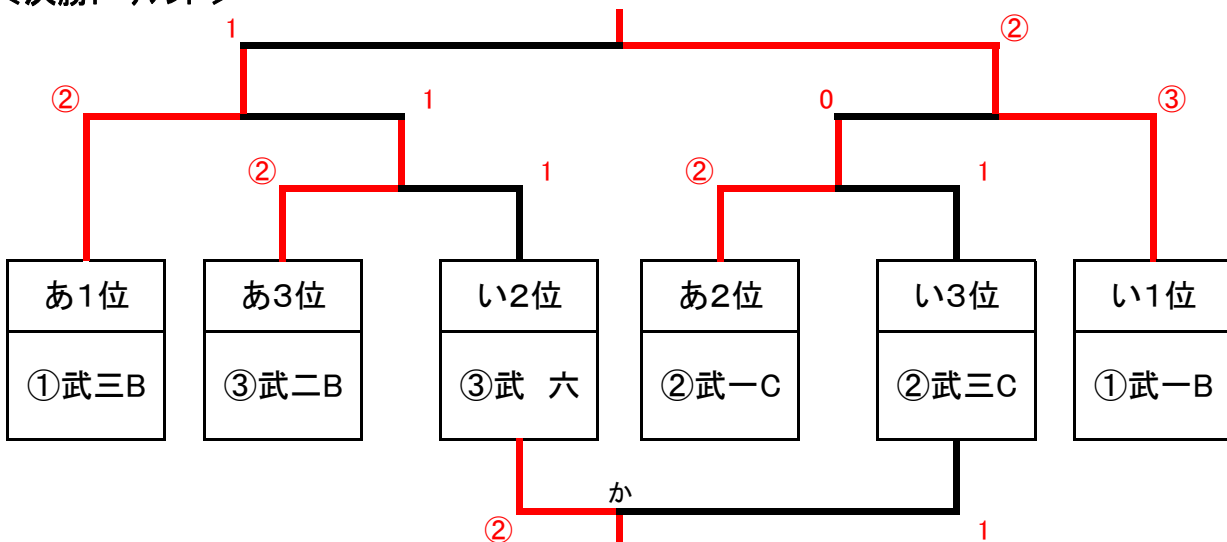 1 ②
② 1 0 ③
② 1 ② 1
あ1位 あ3位 い2位 あ2位 い3位 い1位
①武三B ③武二B ③武 六 ②武一C ②武三C ①武一B
か
② 1